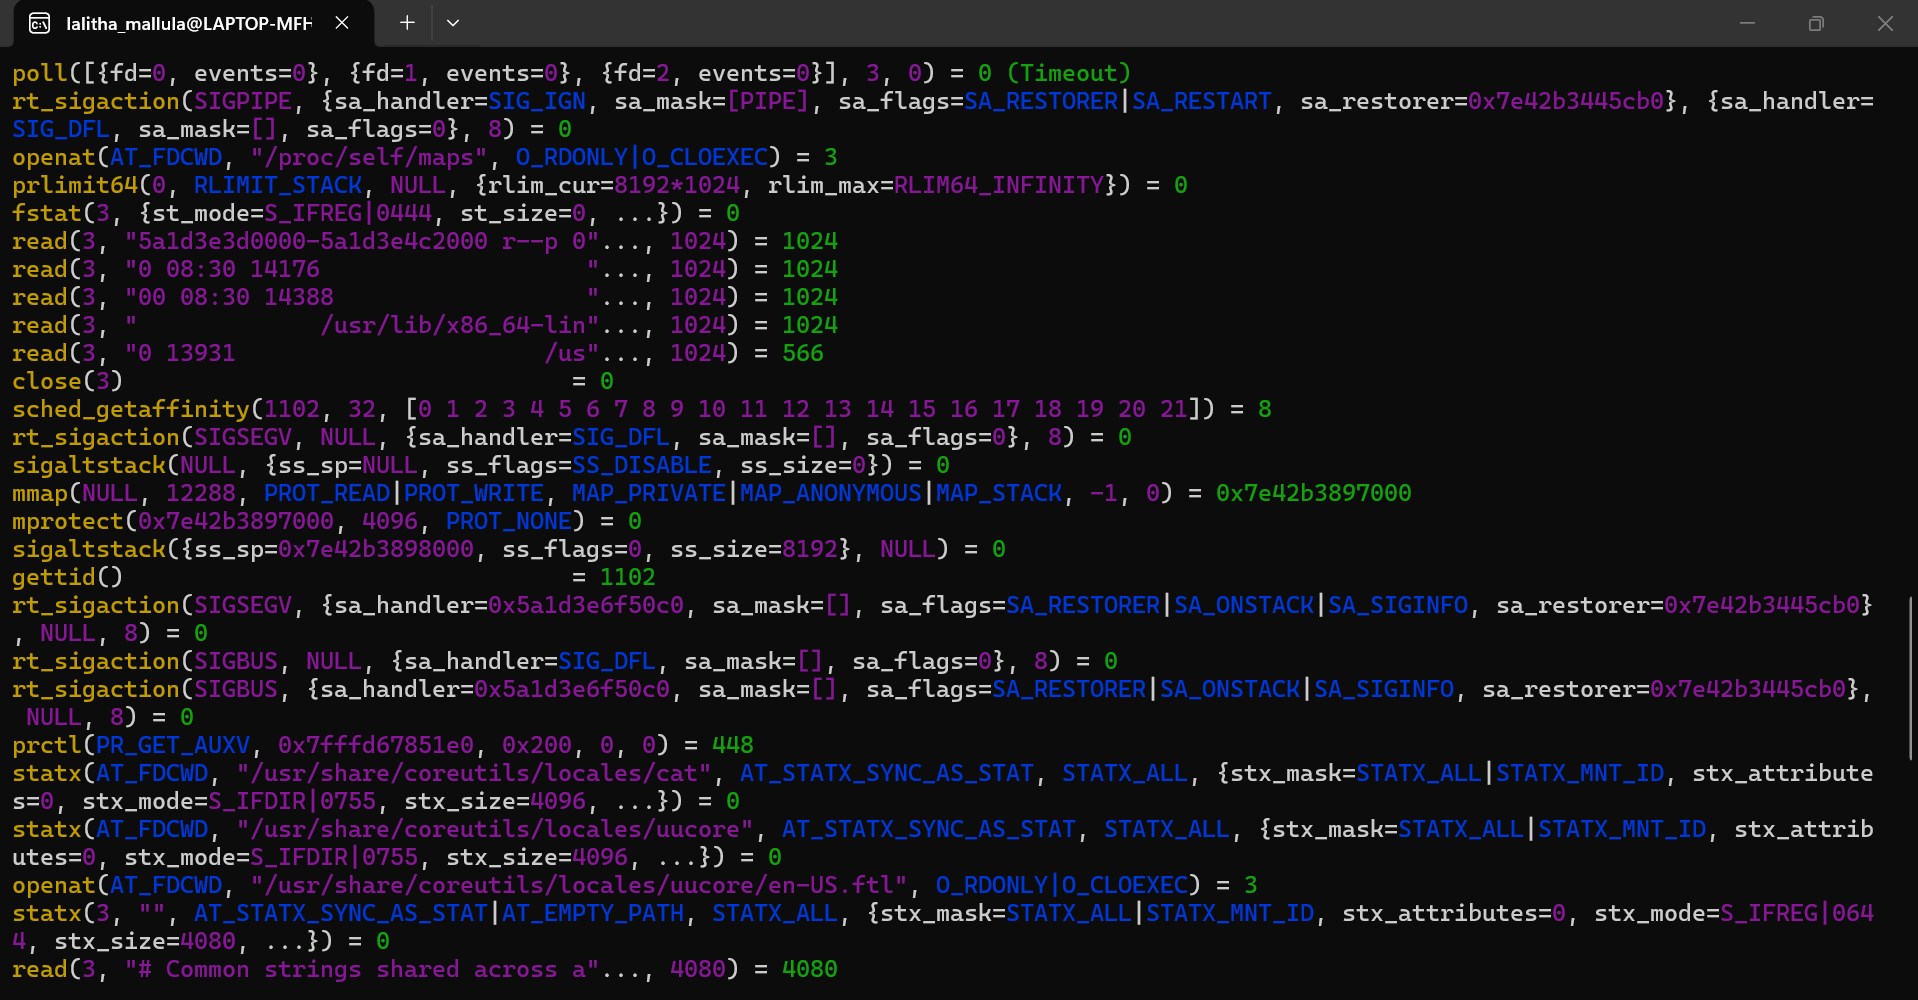 lalitha_mallula@LAPTOP-MFH
poll([{fd=0, events=0}, {fd=1, events=0}, {fd=2, events=0}], 3, 0) = 0 (Timeout)
rt_sigaction(SIGPIPE, {sa_handler=SIG_IGN, sa_mask=[PIPE], sa_flags=SA_RESTORER|SA_RESTART, sa_restorer=0x7e42b3445cb0}, {sa_handler=
SIG_DFL, sa_mask=[], sa_flags=0}, 8) = 0
openat(AT_FDCWD, "/proc/self/maps", O_RDONLY|O_CLOEXEC) = 3
prlimit64(0, RLIMIT_STACK, NULL, {rlim_cur=8192*1024, rlim_max=RLIM64_INFINITY}) = 0
fstat(3, {st_mode=S_IFREG|0444, st_size=0, ...}) = 0
read(3, "5a1d3e3d0000-5a1d3e4c2000 r--p 0"..., 1024) = 1024
read(3, "0 08:30 14176                   "..., 1024) = 1024
read(3, "00 08:30 14388                  "..., 1024) = 1024
read(3, "             /usr/lib/x86_64-lin"..., 1024) = 1024
read(3, "0 13931                      /us"..., 1024) = 566
close(3)                                = 0
sched_getaffinity(1102, 32, [0 1 2 3 4 5 6 7 8 9 10 11 12 13 14 15 16 17 18 19 20 21]) = 8
rt_sigaction(SIGSEGV, NULL, {sa_handler=SIG_DFL, sa_mask=[], sa_flags=0}, 8) = 0
sigaltstack(NULL, {ss_sp=NULL, ss_flags=SS_DISABLE, ss_size=0}) = 0
mmap(NULL, 12288, PROT_READ|PROT_WRITE, MAP_PRIVATE|MAP_ANONYMOUS|MAP_STACK, -1, 0) = 0x7e42b3897000
mprotect(0x7e42b3897000, 4096, PROT_NONE) = 0
sigaltstack({ss_sp=0x7e42b3898000, ss_flags=0, ss_size=8192}, NULL) = 0
gettid()                                = 1102
rt_sigaction(SIGSEGV, {sa_handler=0x5a1d3e6f50c0, sa_mask=[], sa_flags=SA_RESTORER|SA_ONSTACK|SA_SIGINFO, sa_restorer=0x7e42b3445cb0}
, NULL, 8) = 0
rt_sigaction(SIGBUS, NULL, {sa_handler=SIG_DFL, sa_mask=[], sa_flags=0}, 8) = 0
rt_sigaction(SIGBUS, {sa_handler=0x5a1d3e6f50c0, sa_mask=[], sa_flags=SA_RESTORER|SA_ONSTACK|SA_SIGINFO, sa_restorer=0x7e42b3445cb0},
 NULL, 8) = 0
prctl(PR_GET_AUXV, 0x7fffd67851e0, 0x200, 0, 0) = 448
statx(AT_FDCWD, "/usr/share/coreutils/locales/cat", AT_STATX_SYNC_AS_STAT, STATX_ALL, {stx_mask=STATX_ALL|STATX_MNT_ID, stx_attribute
s=0, stx_mode=S_IFDIR|0755, stx_size=4096, ...}) = 0
statx(AT_FDCWD, "/usr/share/coreutils/locales/uucore", AT_STATX_SYNC_AS_STAT, STATX_ALL, {stx_mask=STATX_ALL|STATX_MNT_ID, stx_attrib
utes=0, stx_mode=S_IFDIR|0755, stx_size=4096, ...}) = 0
openat(AT_FDCWD, "/usr/share/coreutils/locales/uucore/en-US.ftl", O_RDONLY|O_CLOEXEC) = 3
statx(3, "", AT_STATX_SYNC_AS_STAT|AT_EMPTY_PATH, STATX_ALL, {stx_mask=STATX_ALL|STATX_MNT_ID, stx_attributes=0, stx_mode=S_IFREG|064
4, stx_size=4080, ...}) = 0
read(3, "# Common strings shared across a"..., 4080) = 4080